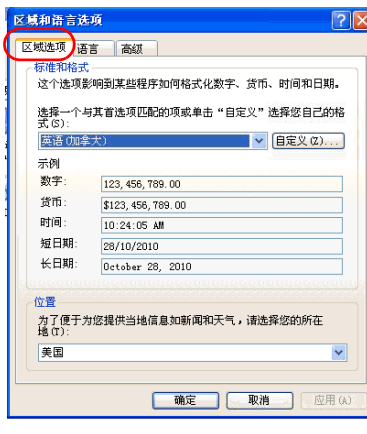 区域和语言选项
区域选项 语言 高级
标准和格式
这个选项影响到某些程序如何格式化数字、货币、时间和日期。
选择一个与其首选项匹配的项或单击“自定义”选择您自己的格
式(S):
英语(加拿大) 自定义(Z)...
示例
数字: 123,456,789.00
货币: $123,456,789.00
时间: 10:24:05 AM
短日期: 28/10/2010
长日期: October 28, 2010
位置
为了便于为您提供当地信息如新闻和天气，请选择您的所在
地(T):
美国
确定 取消 应用(A)